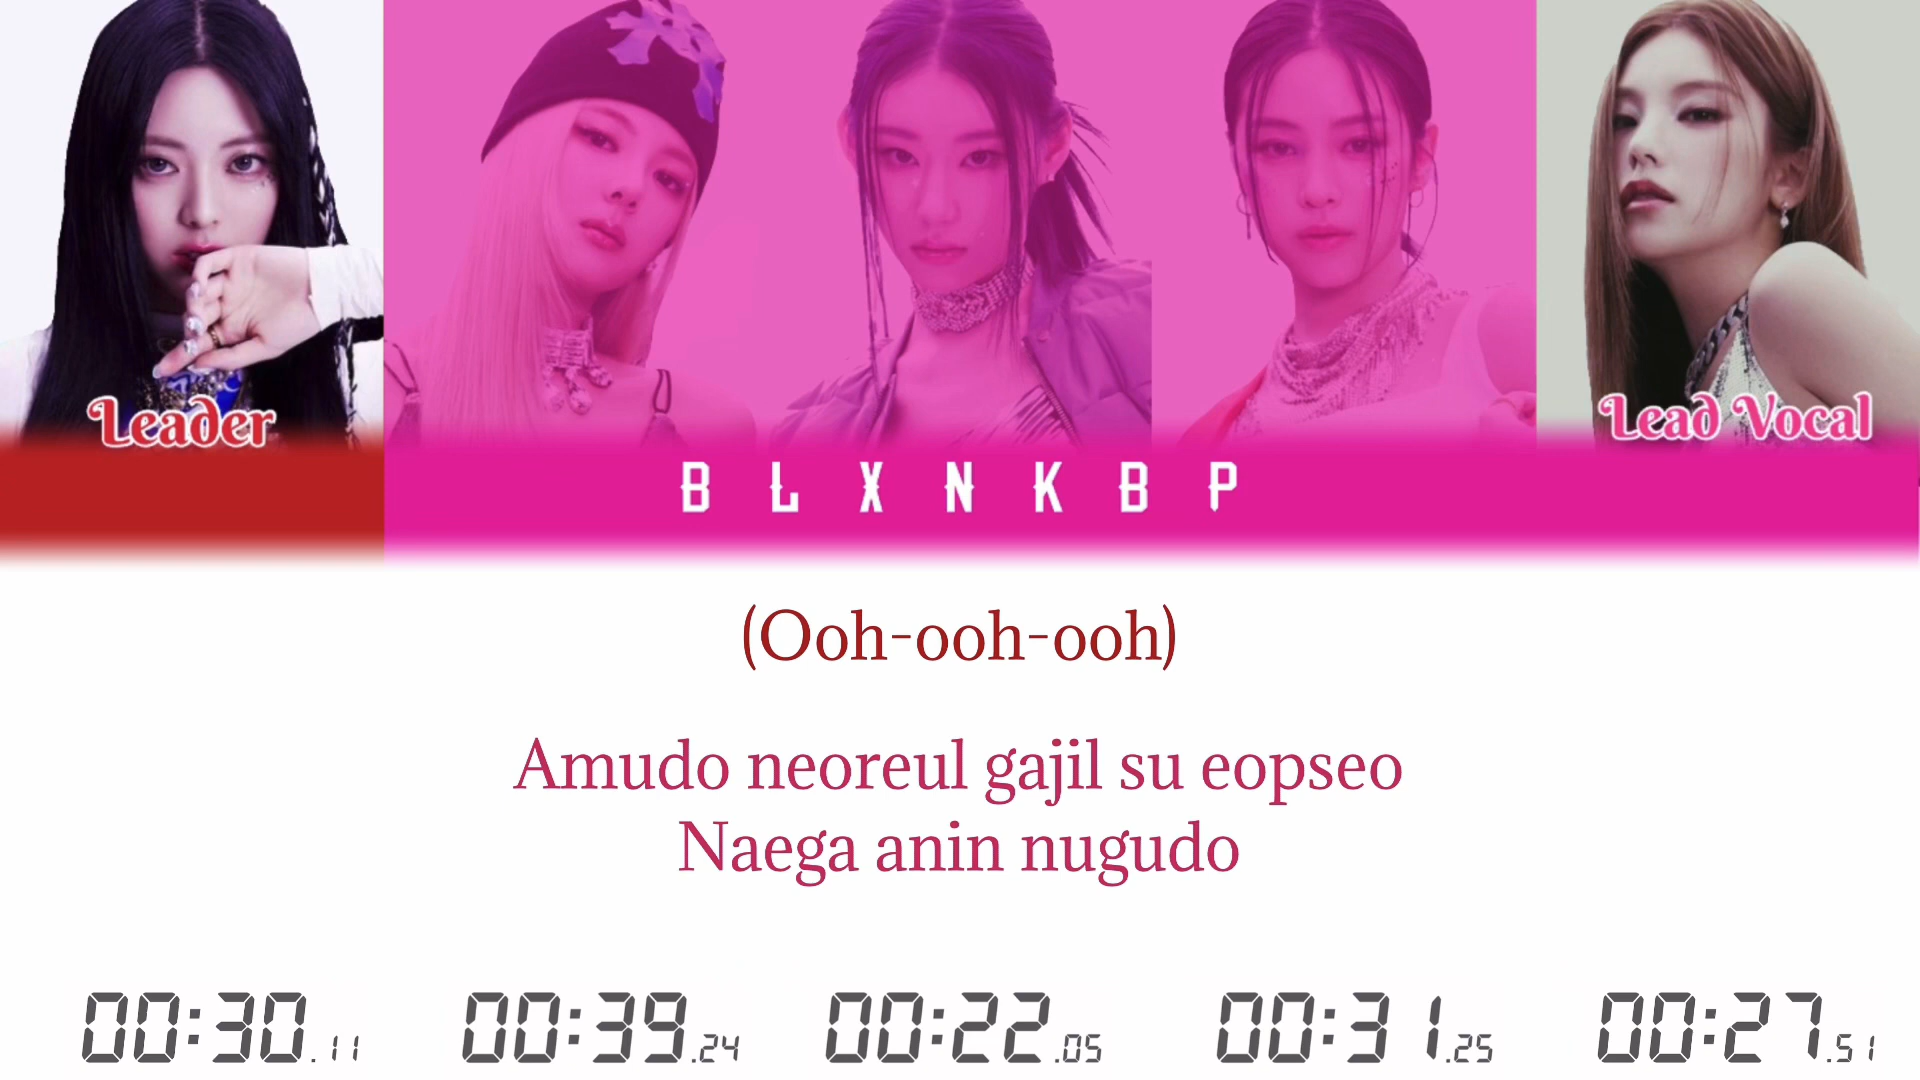 Leader
Lead Vocal
BLXNKBP
(Ooh-ooh-ooh)
Amudo neoreul gajil su eopseo
Naega anin nugudo
00:30.11
00:39.24
00:22.05
00:31.25
00:27.51